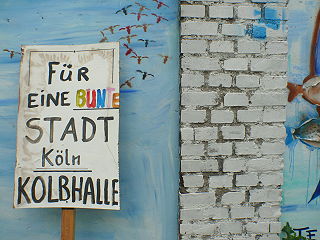 FÜR
EINE BUNTE
STADT
Köln
KOLBHALLE